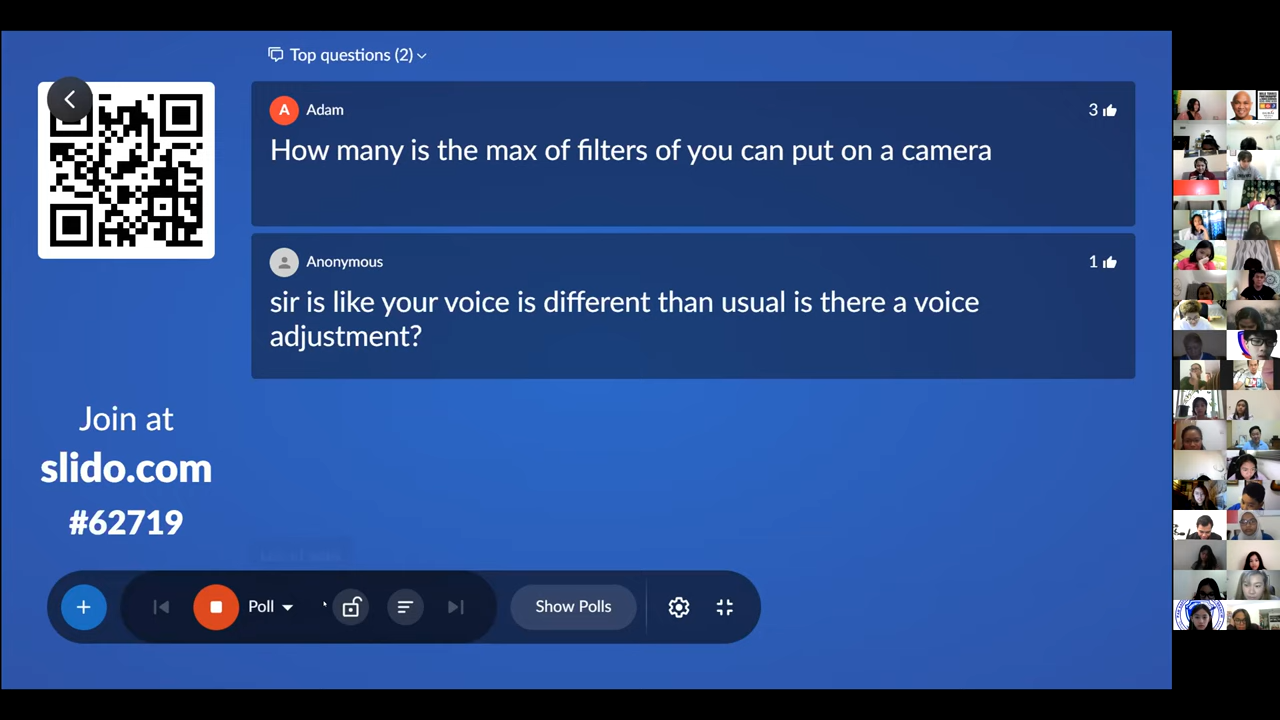 Top questions (2)
A Adam
3
How many is the max of filters of you can put on a camera
Anonymous
1
sir is like your voice is different than usual is there a voice
adjustment?
Join at
slido.com
#62719
Poll
Show Polls